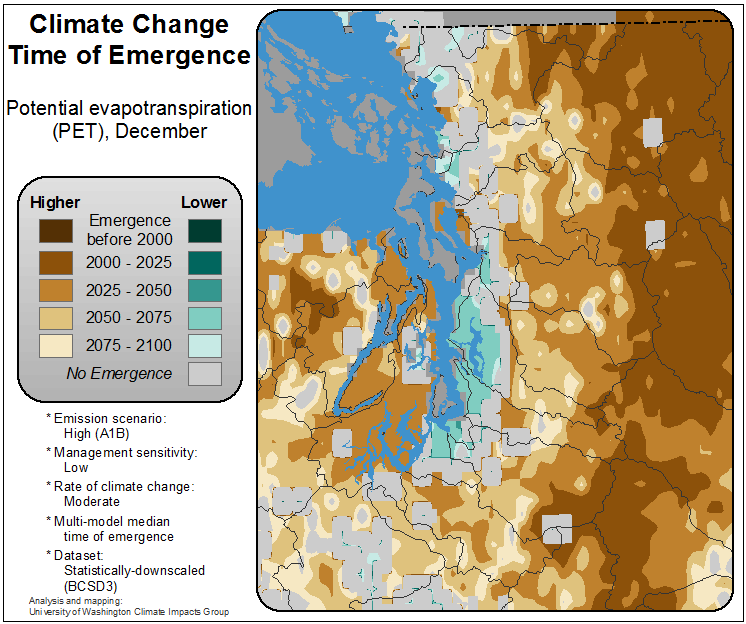 Climate Change
Time of Emergence
Potential evapotranspiration
(PET), December
Higher Lower
Emergence
before 2000
2000 - 2025
2025 - 2050
2050 - 2075
2075 - 2100
No Emergence
* Emission scenario:
High (A1B)
* Management sensitivity:
Low
* Rate of climate change:
Moderate
* Multi-model median
time of emergence
* Dataset:
Statistically-downscaled
(BCSD3)
Analysis and mapping:
University of Washington Climate Impacts Group